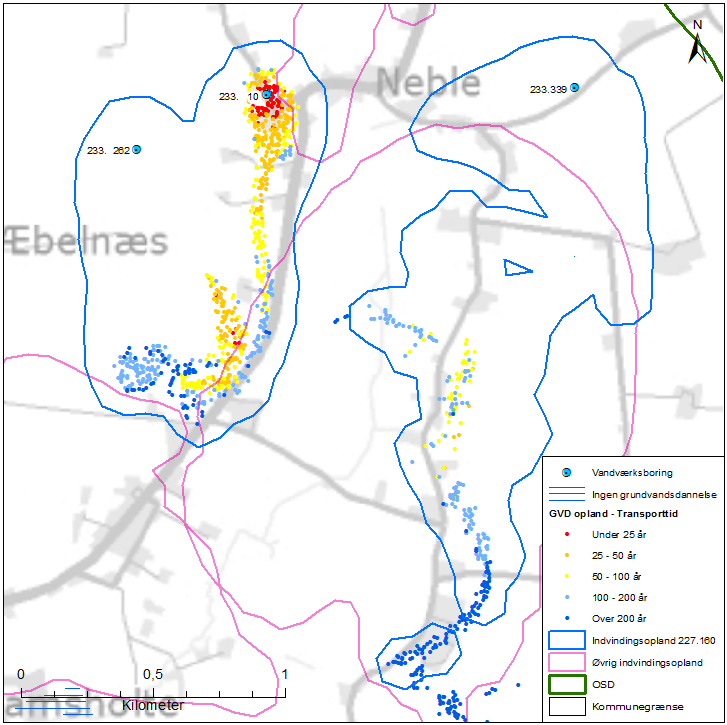 N
Neble
233. 10
233.339
233. 262
Æbelnæs
Vandværksboring
Ingen grundvandsdannelse
GVD opland - Transporttid
Under 25 år
25 - 50 år
50 - 100 år
100 - 200 år
Over 200 år
Indvindingsopland 227.160
Øvrig indvindingsopland
OSD
Kommunegrænse
0 0,5 1
Kilometer
amsholte